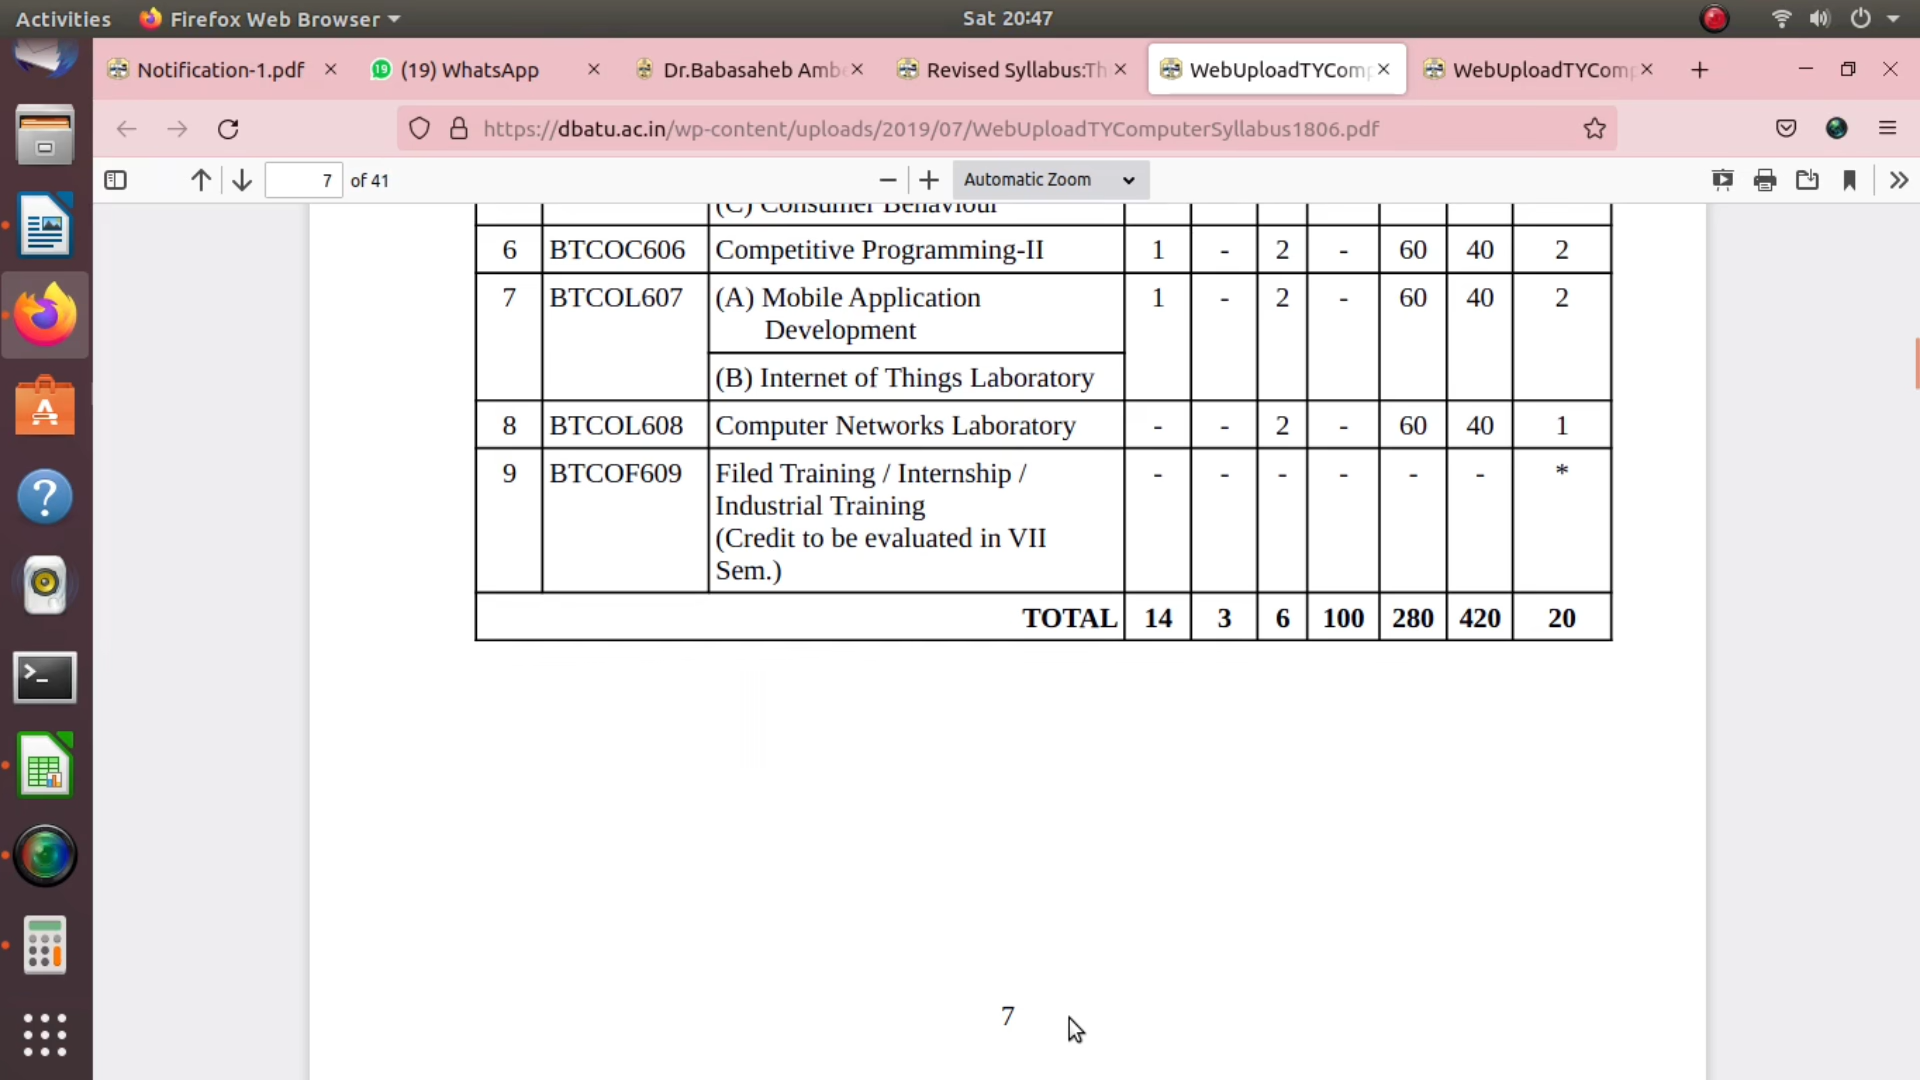 Activities Firefox Web Browser Sat 20:47
Notification-1.pdf (19) WhatsApp Dr.Babasaheb Amb Revised Syllabus:Th WebUploadTYComp WebUploadTYComp
https://dbatu.ac.in/wp-content/uploads/2019/07/WebUploadTYComputerSyllabus1806.pdf
7 of 41 Automatic Zoom
(C) Consumer Behaviour
6 BTCOC606 Competitive Programming-II 1 - 2 - 60 40 2
7 BTCOL607 (A) Mobile Application 1 - 2 - 60 40 2
Development
(B) Internet of Things Laboratory
8 BTCOL608 Computer Networks Laboratory - - 2 - 60 40 1
9 BTCOF609 Filed Training / Internship / - - - - - - *
Industrial Training
(Credit to be evaluated in VII
Sem.)
TOTAL 14 3 6 100 280 420 20
7